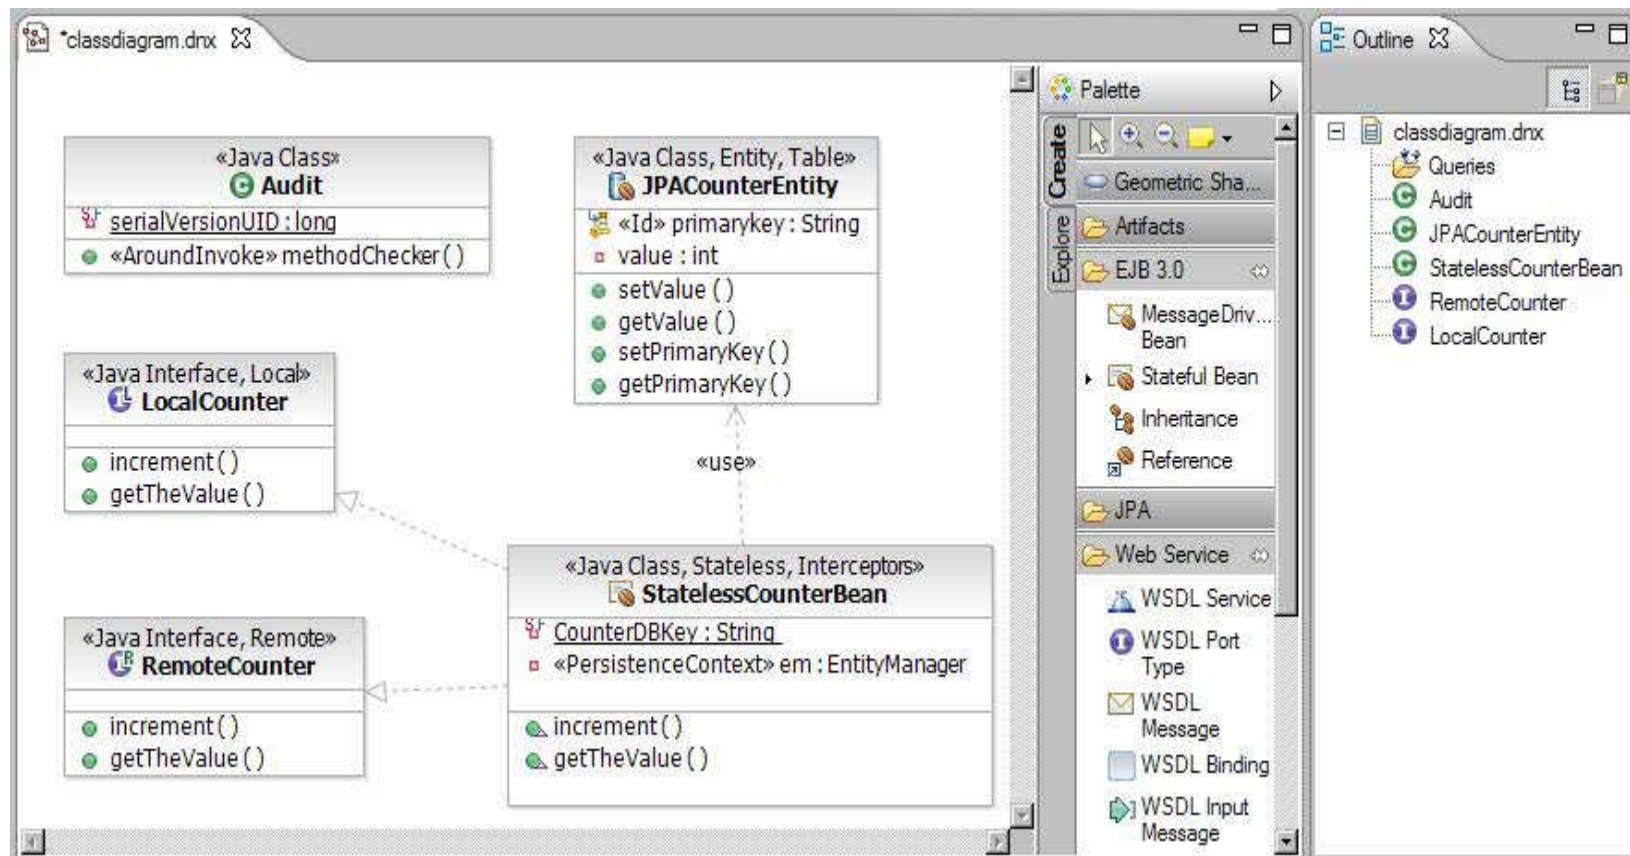 *classdiagram.dnx
«Java Class»
Audit
serialVersionUID : long
«AroundInvoke» methodChecker ( )
«Java Class, Entity, Table»
JPACounterEntity
«Id» primarykey : String
value : int
setValue ( )
getValue ( )
setPrimaryKey ( )
getPrimaryKey ( )
«Java Interface, Local»
LocalCounter
increment ( )
getTheValue ( )
«use»
«Java Class, Stateless, Interceptors»
StatelessCounterBean
CounterDBKey : String
«PersistenceContext» em : EntityManager
increment ( )
getTheValue ( )
«Java Interface, Remote»
RemoteCounter
increment ( )
getTheValue ( )
Palette
Create
Explore
Geometric Sha...
Artifacts
EJB 3.0
MessageDriv...
Bean
Stateful Bean
Inheritance
Reference
JPA
Web Service
WSDL Service
WSDL Port
Type
WSDL
Message
WSDL Binding
WSDL Input
Message
Outline
classdiagram.dnx
Queries
Audit
JPACounterEntity
StatelessCounterBean
RemoteCounter
LocalCounter